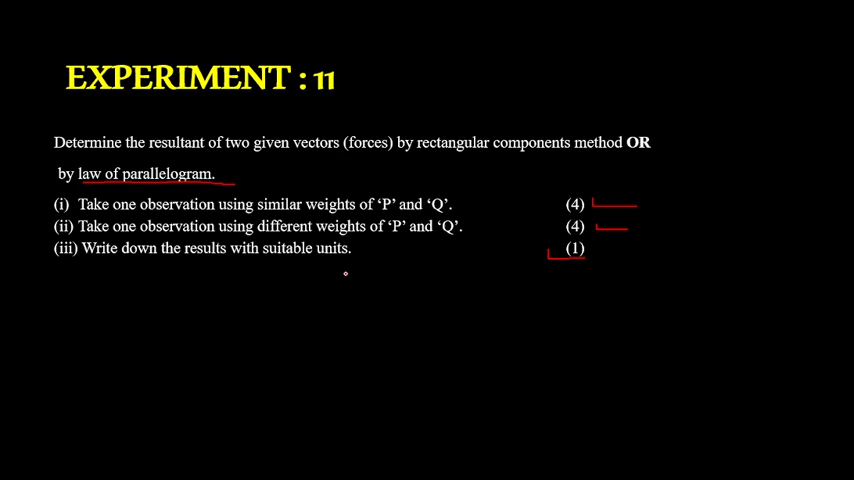 EXPERIMENT : 11
Determine the resultant of two given vectors (forces) by rectangular components method OR
by law of parallelogram.
(i) Take one observation using similar weights of ‘P’ and ‘Q’. (4)
(ii) Take one observation using different weights of ‘P’ and ‘Q’. (4)
(iii) Write down the results with suitable units. (1)